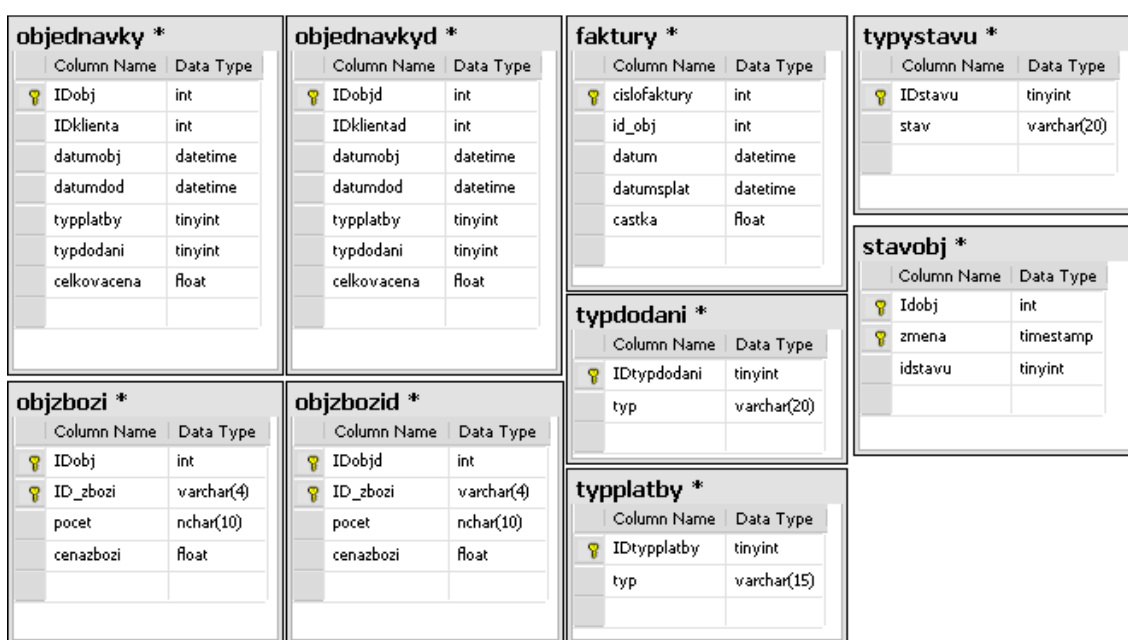 objednavky *
Column Name Data Type
IDobj int
IDklienta int
datumobj datetime
datumdod datetime
typplatby tinyint
typdodani tinyint
celkovacena float
objednavkyd *
Column Name Data Type
IDobjd int
IDklientad int
datumobj datetime
datumdod datetime
typplatby tinyint
typdodani tinyint
celkovacena float
faktury *
Column Name Data Type
cislofaktury int
id_obj int
datum datetime
datumsplat datetime
castka float
typystavu *
Column Name Data Type
IDstavu tinyint
stav varchar(20)
stavobj *
Column Name Data Type
Idobj int
zmena timestamp
idstavu tinyint
typdodani *
Column Name Data Type
IDtypdodani tinyint
typ varchar(20)
objzbozi *
Column Name Data Type
IDobj int
ID_zbozi varchar(4)
pocet nchar(10)
cenazbozi float
objzbozid *
Column Name Data Type
IDobjd int
ID_zbozi varchar(4)
pocet nchar(10)
cenazbozi float
typplatby *
Column Name Data Type
IDtypplatby tinyint
typ varchar(15)